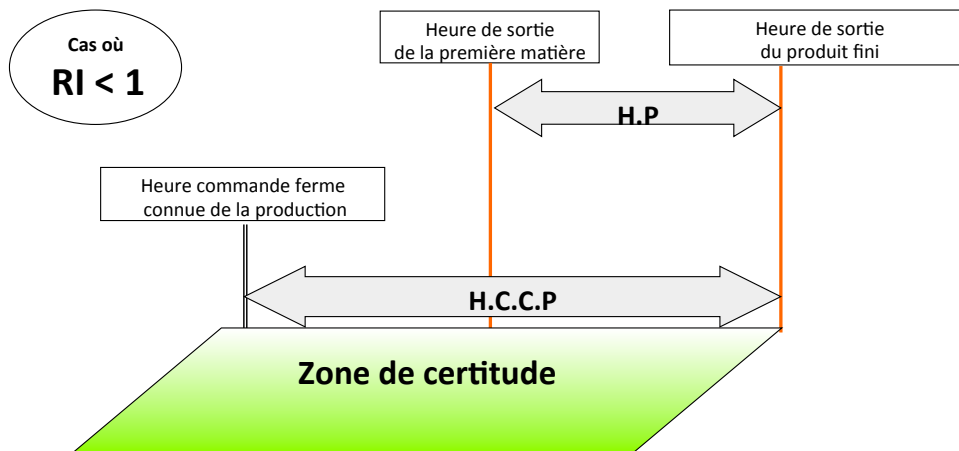 Cas où
RI < 1
Heure de sortie
de la première matière
Heure de sortie
du produit fini
H.P
Heure commande ferme
connue de la production
H.C.C.P
Zone de certitude